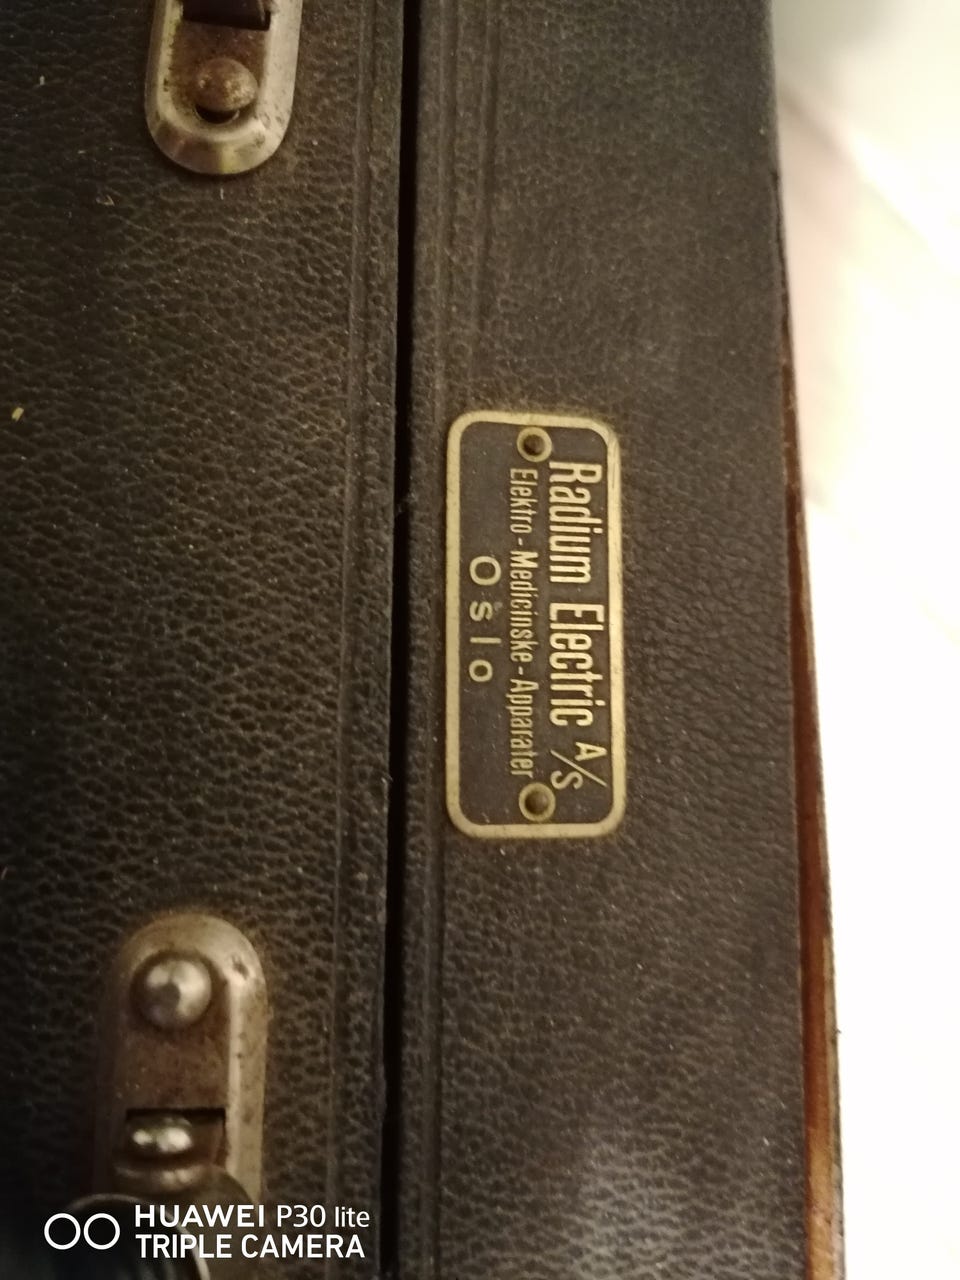 Radium Electric A/S
Elektro-Medicinske-Apparater
Oslo
HUAWEI P30 lite
TRIPLE CAMERA